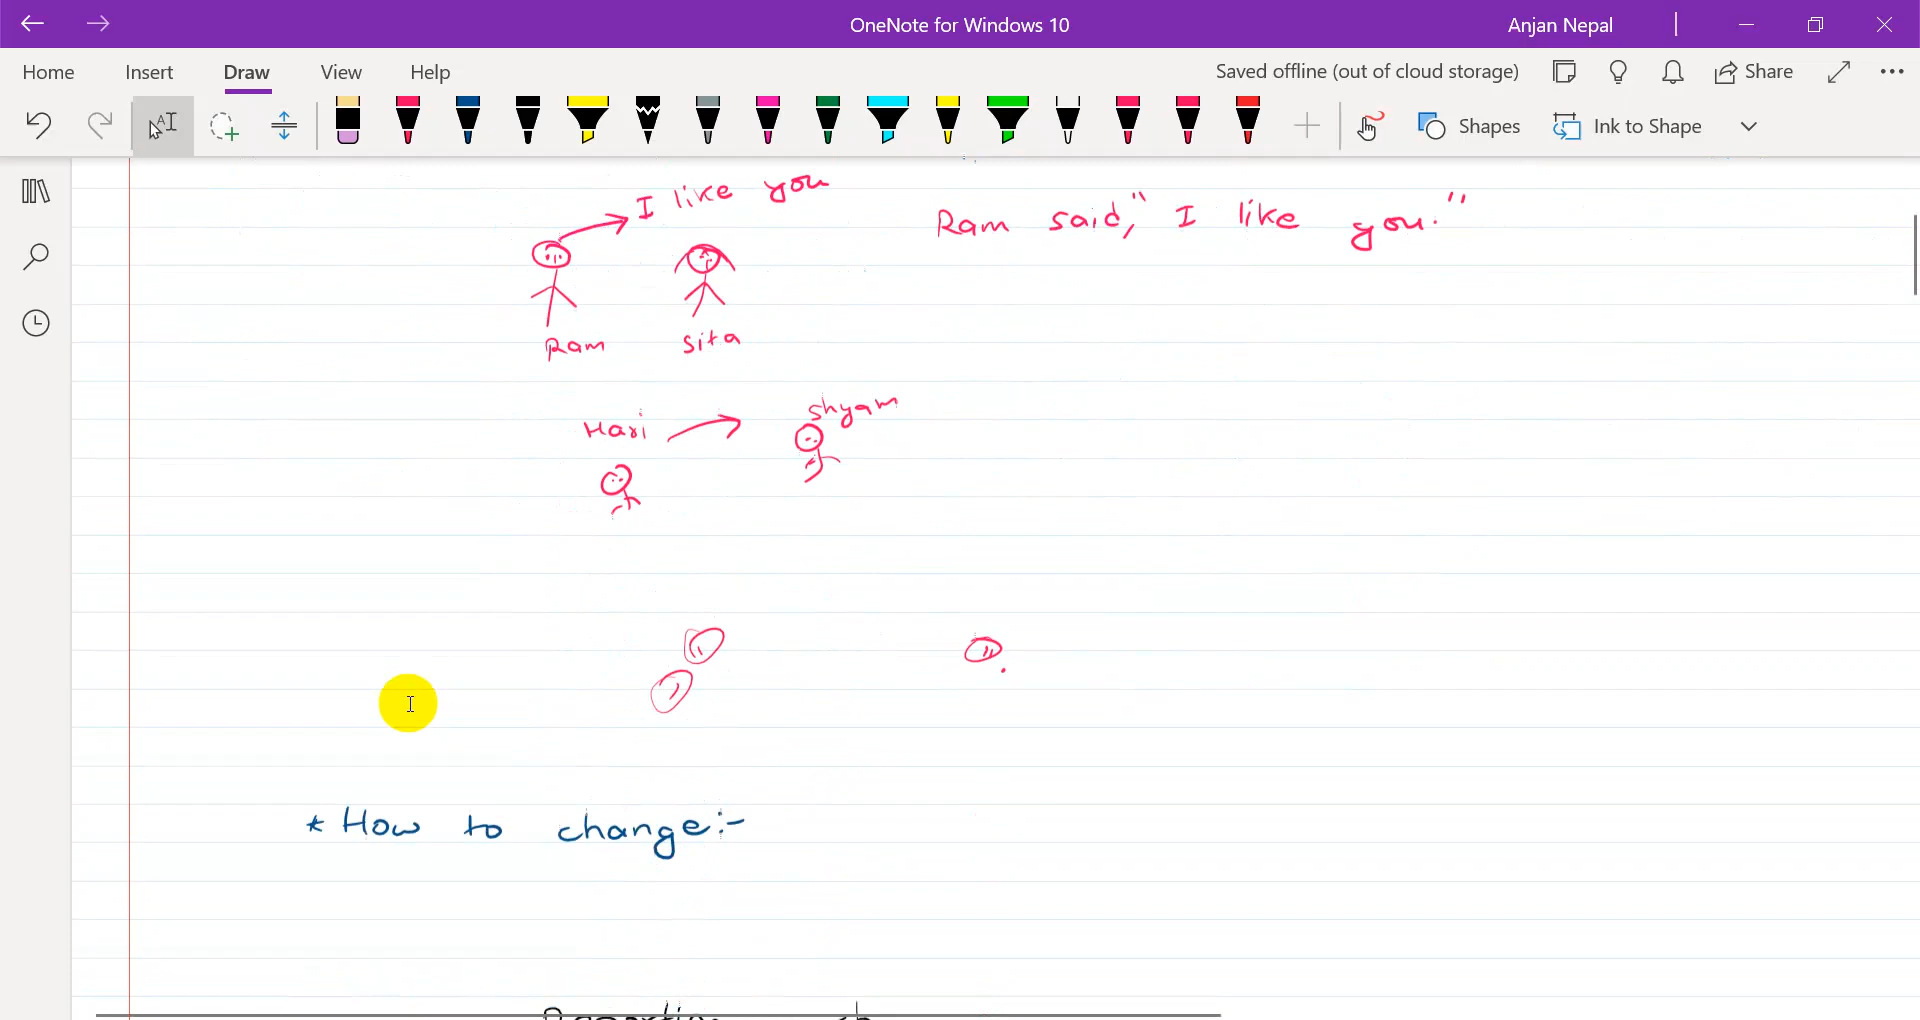 OneNote for Windows 10
Anjan Nepal
Home Insert Draw View Help
Saved offline (out of cloud storage)
Share
Shapes
Ink to Shape
I like you
Ram said, " I like you."
Ram Sita
Hari
Shyam
* How to change:-